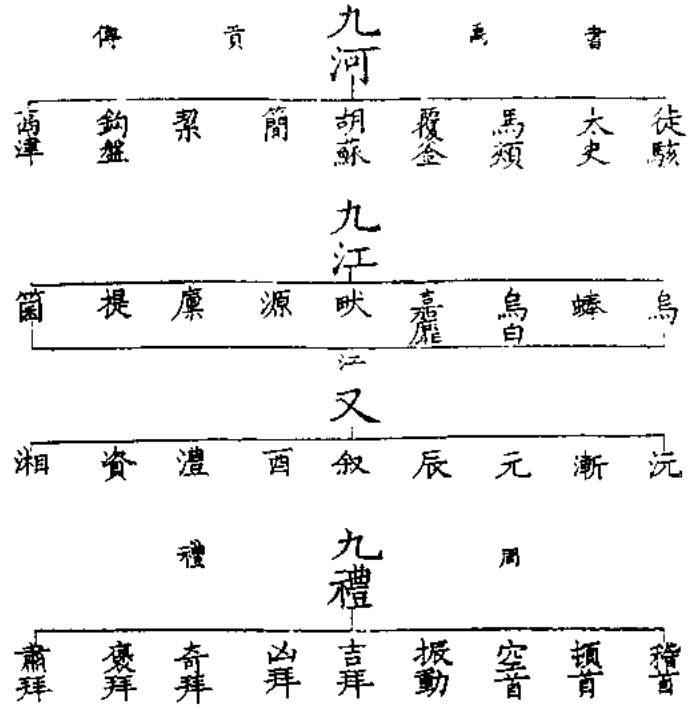 書 禹 九河 貢 傳
徒駭 太史 馬頰 覆釜 胡蘇 簡 絜 鈎盤 鬲津
九江
烏 蜯 烏白 嘉靡 畎 源 廩 提 箘
江
又
沅 漸 元 辰 叙 酉 澧 資 湘
周 九禮 禮
稽首 頓首 空首 振動 吉拜 凶拜 奇拜 褒拜 肅拜